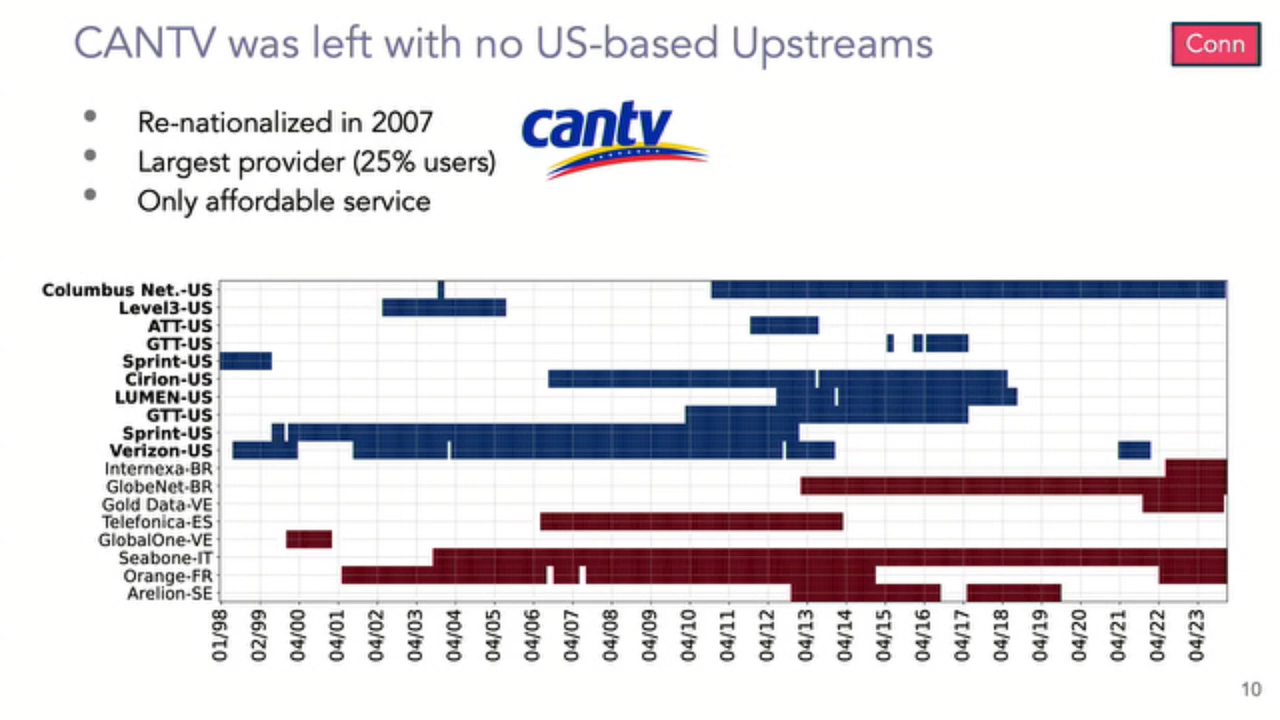 CANTV was left with no US-based Upstreams
Conn
• Re-nationalized in 2007
• Largest provider (25% users)
• Only affordable service
cantv
Columbus Net.-US
Level3-US
ATT-US
GTT-US
Sprint-US
Cirion-US
LUMEN-US
GTT-US
Sprint-US
Verizon-US
Internexa-BR
GlobeNet-BR
Gold Data-VE
Telefonica-ES
GlobalOne-VE
Seabone-IT
Orange-FR
Arelion-SE
01/98
02/99
04/00
04/01
04/02
04/03
04/04
04/05
04/06
04/07
04/08
04/09
04/10
04/11
04/12
04/13
04/14
04/15
04/16
04/17
04/18
04/19
04/20
04/21
04/22
04/23
10